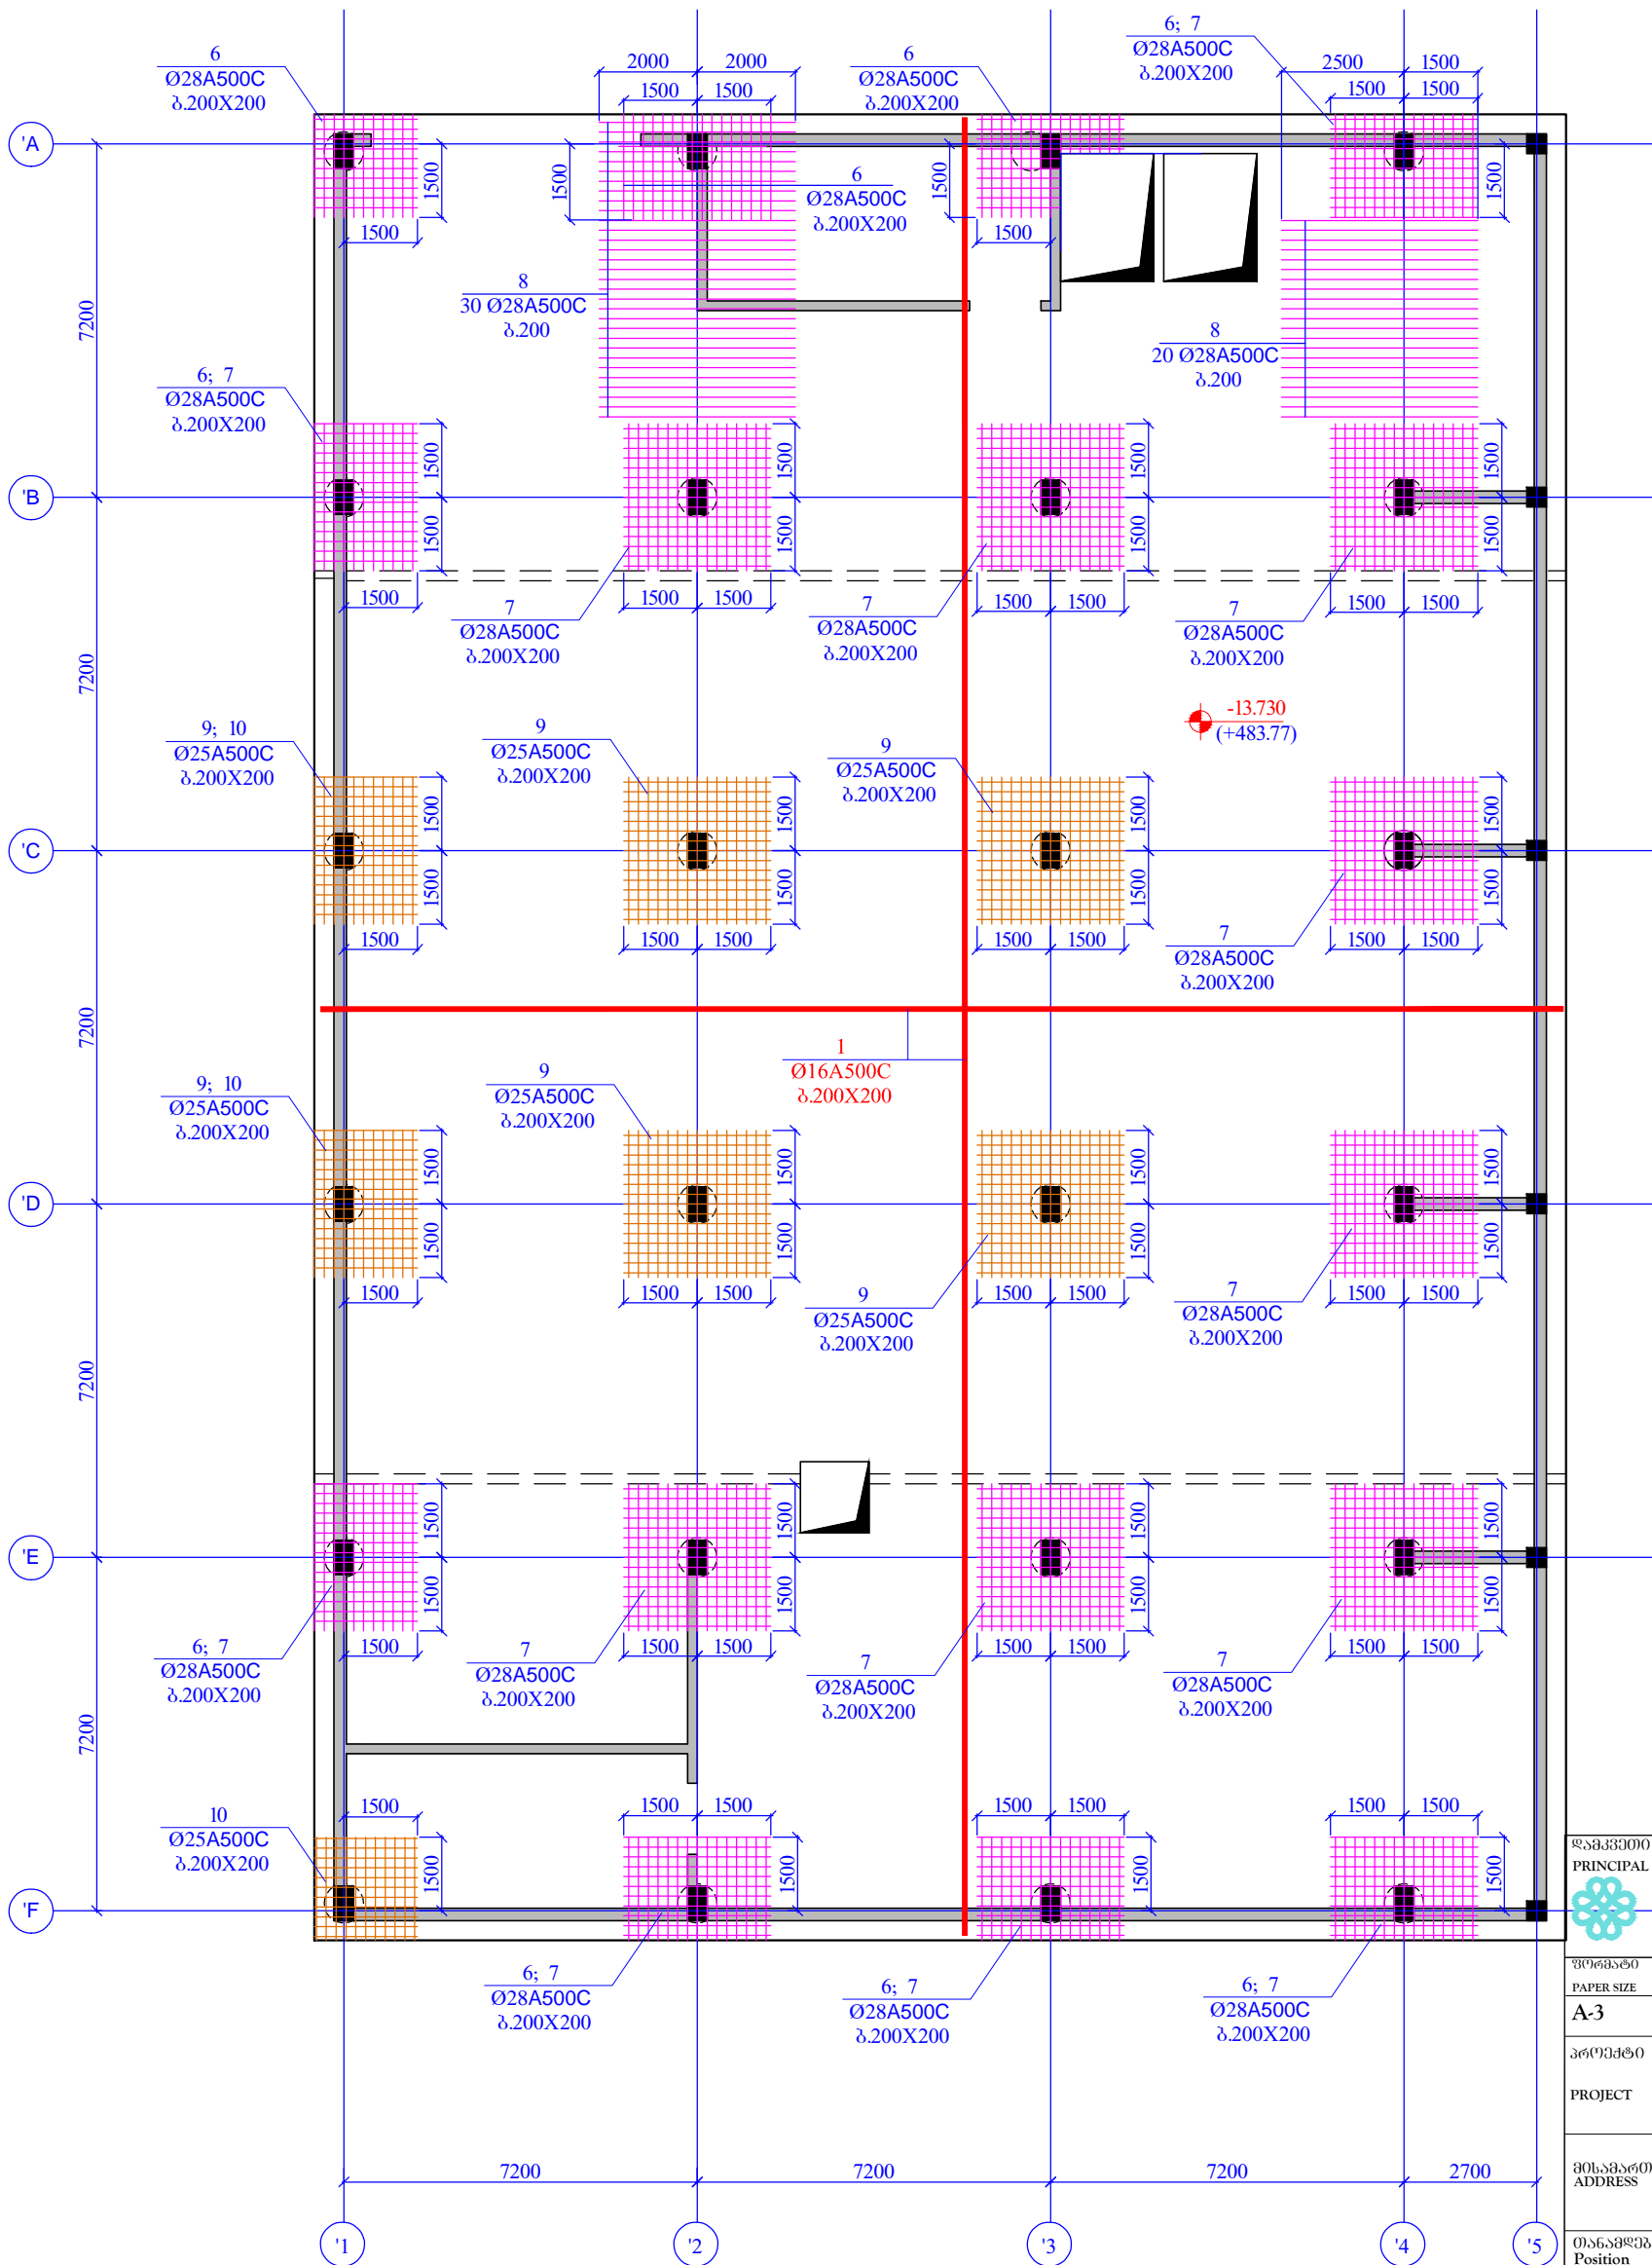 6
Ø28A500C
ბ.200X200
2000 2000
1500 1500
6
Ø28A500C
ბ.200X200
6; 7
Ø28A500C
ბ.200X200
2500 1500
1500 1500
'A
1500
1500
1500
6
Ø28A500C
ბ.200X200
1500
1500
1500
8
30 Ø28A500C
ბ.200
7200
8
20 Ø28A500C
ბ.200
6; 7
Ø28A500C
ბ.200X200
1500
1500
1500
1500
'B
1500
1500
1500
1500
1500
1500 1500
1500 1500
1500 1500
7
Ø28A500C
ბ.200X200
7
Ø28A500C
ბ.200X200
7
Ø28A500C
ბ.200X200
7200
-13.730
(+483.77)
9; 10
Ø25A500C
ბ.200X200
9
Ø25A500C
ბ.200X200
9
Ø25A500C
ბ.200X200
1500
1500
1500
1500
'C
1500
1500
1500
1500
1500
1500 1500
1500 1500
1500 1500
7
Ø28A500C
ბ.200X200
7200
1
Ø16A500C
ბ.200X200
9; 10
Ø25A500C
ბ.200X200
9
Ø25A500C
ბ.200X200
1500
1500
1500
1500
'D
1500
1500
1500
1500
1500
1500 1500
1500 1500
1500 1500
9
Ø25A500C
ბ.200X200
7
Ø28A500C
ბ.200X200
7200
1500
1500
1500
1500
'E
1500
1500
1500
1500
1500
1500 1500
1500 1500
1500 1500
6; 7
Ø28A500C
ბ.200X200
7
Ø28A500C
ბ.200X200
7
Ø28A500C
ბ.200X200
7
Ø28A500C
ბ.200X200
7200
10
Ø25A500C
ბ.200X200
1500
1500 1500
1500 1500
1500 1500
1500
1500
1500
1500
'F
6; 7
Ø28A500C
ბ.200X200
6; 7
Ø28A500C
ბ.200X200
6; 7
Ø28A500C
ბ.200X200
დამკვეთი
PRINCIPAL
ფორმატი
PAPER SIZE
A-3
პროექტი
PROJECT
მისამართ
ADDRESS
თანამდებ
Position
7200 7200 7200 2700
'1 '2 '3 '4 '5